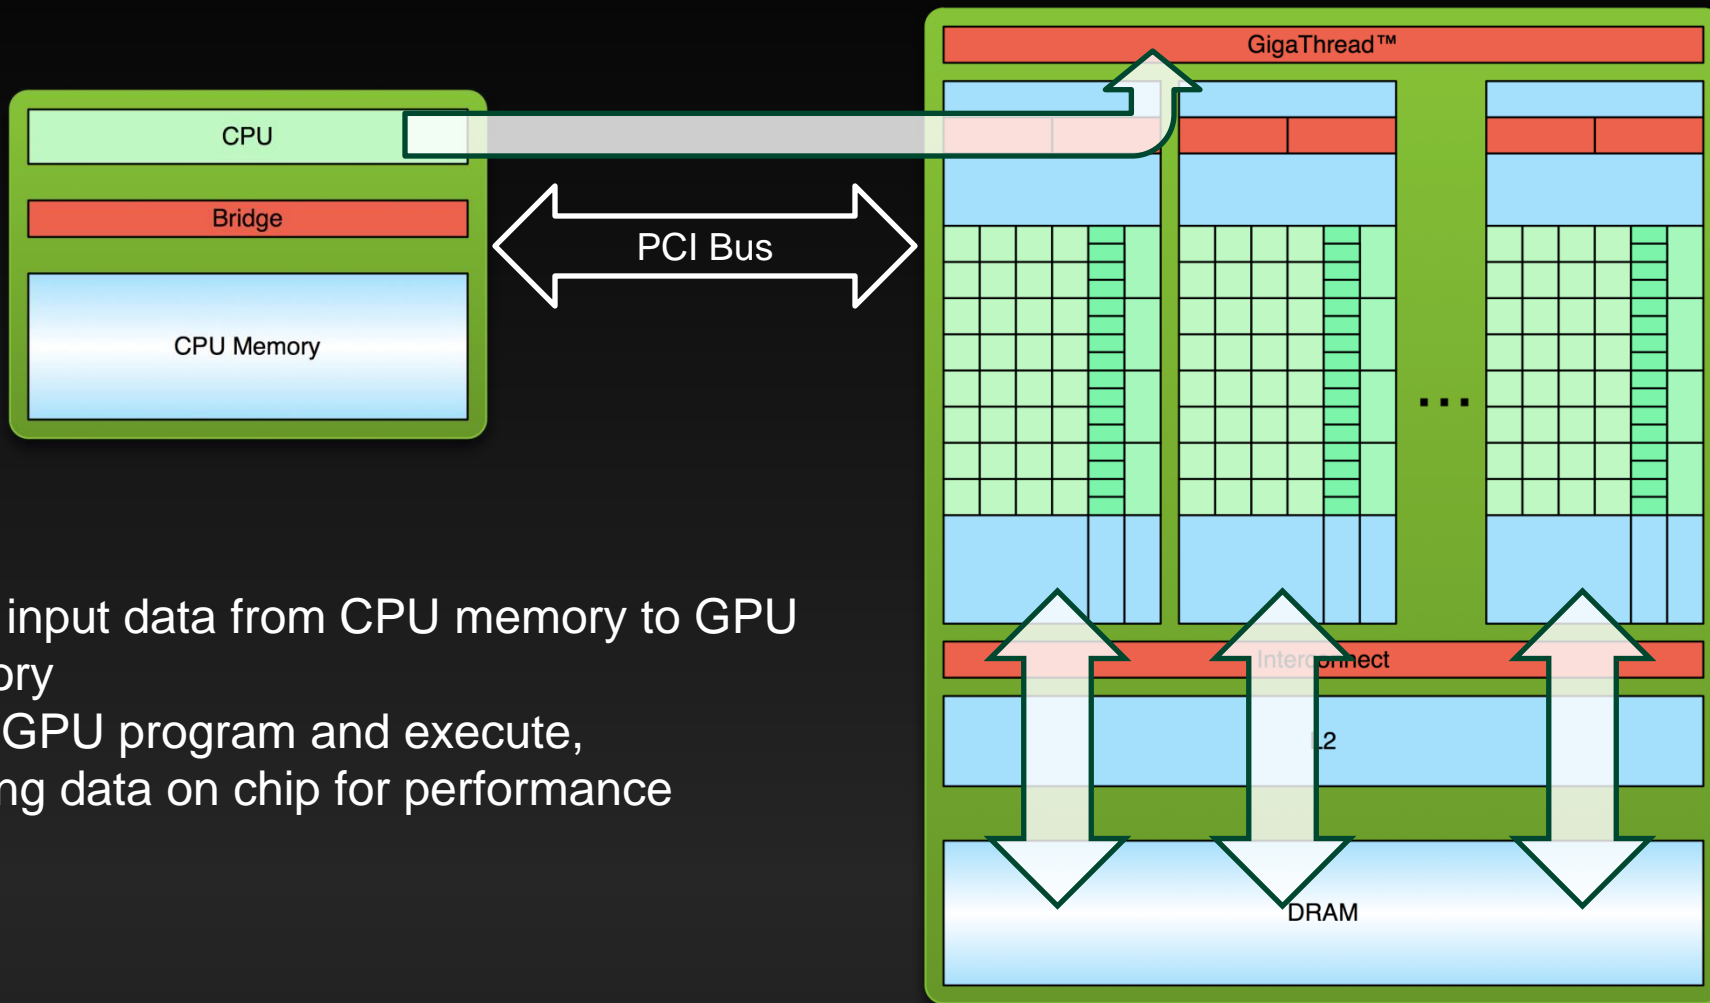 GigaThread™
CPU
Bridge
PCI Bus
CPU Memory
...
input data from CPU memory to GPU
ory
GPU program and execute,
ng data on chip for performance
Interconnect
L2
DRAM